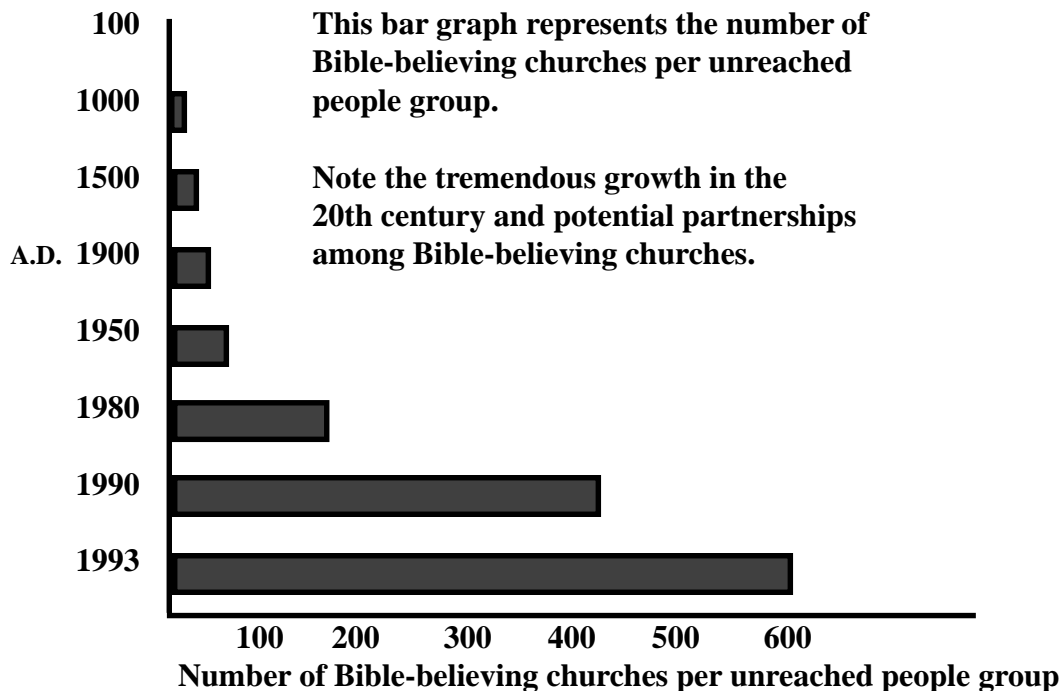 100
1000
1500
A.D. 1900
1950
1980
1990
1993
This bar graph represents the number of
Bible-believing churches per unreached
people group.
Note the tremendous growth in the
20th century and potential partnerships
among Bible-believing churches.
100 200 300 400 500 600
Number of Bible-believing churches per unreached people group